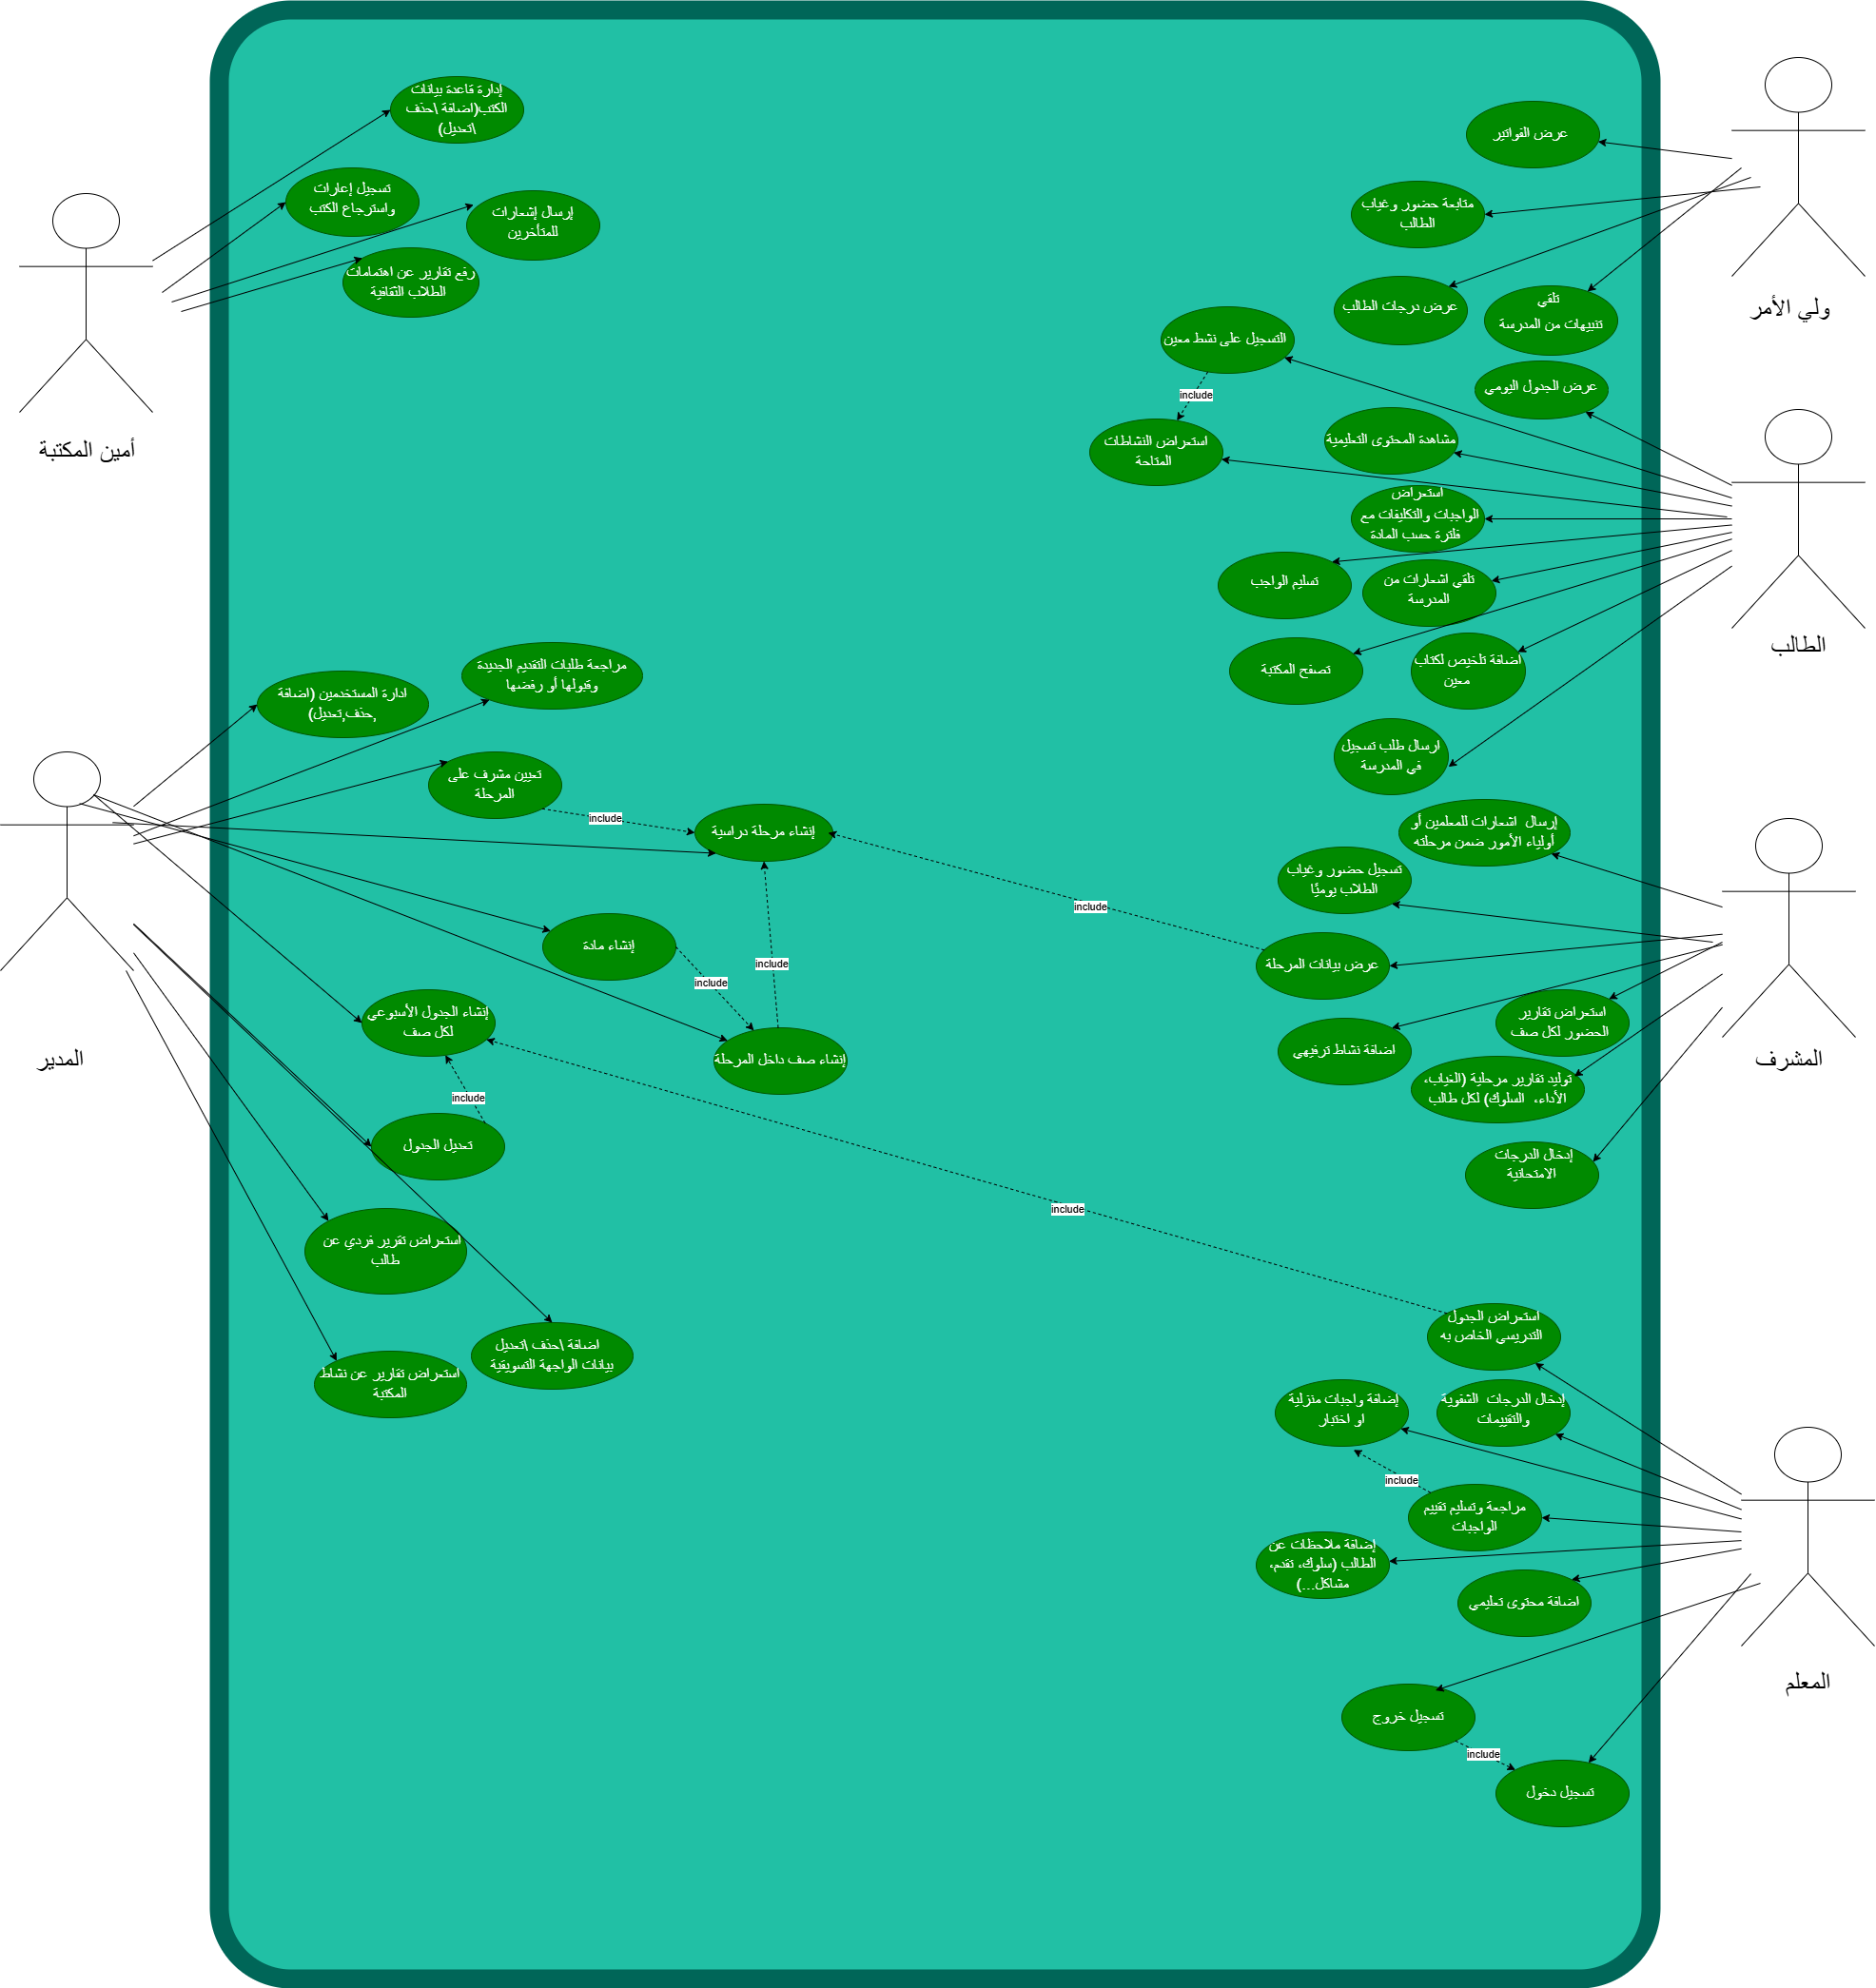 إدارة قاعدة بيانات
الكتب(اضافة \حذف
\تعديل)
تسجيل إعارات
واسترجاع الكتب
إرسال إشعارات
للمتأخرين
رفع تقارير عن اهتمامات
الطلاب الثقافية
أمين المكتبة
عرض الفواتير
متابعة حضور وغياب
الطالب
عرض درجات الطالب
تلقي
تنبيهات من المدرسة
ولي الأمر
التسجيل على نشط معين
include
استعراض النشاطات
المتاحة
عرض الجدول اليومي
مشاهدة المحتوى التعليمية
استعراض
الواجبات والتكليفات مع
فلترة حسب المادة
تسليم الواجب
تلقي اشعارات من
المدرسة
تصفح المكتبة
اضافة تلخيص لكتاب
معين
ارسال طلب تسجيل
في المدرسة
الطالب
مراجعة طلبات التقديم الجديدة
وقبولها أو رفضها
ادارة المستخدمين (اضافة
,حذف,تعديل)
تعيين مشرف على
المرحلة
include
إنشاء مرحلة دراسية
إنشاء مادة
include
include
إنشاء صف داخل المرحلة
إنشاء الجدول الأسبوعي
لكل صف
include
تعديل الجدول
استعراض تقرير فردي عن
طالب
اضافة \حذف \تعديل
بيانات الواجهة التسويقية
استعراض تقارير عن نشاط
المكتبة
المدير
إرسال اشعارات للمعلمين أو
أولياء الأمور ضمن مرحلته
تسجيل حضور وغياب
الطلاب يوميًا
include
عرض بيانات المرحلة
استعراض تقارير
الحضور لكل صف
اضافة نشاط ترفيهي
توليد تقارير مرحلية (الغياب،
الأداء، السلوك) لكل طالب
إدخال الدرجات
الامتحانية
المشرف
include
استعراض الجدول
التدريسي الخاص به
إضافة واجبات منزلية
او اختبار
إدخال الدرجات الشفوية
والتقييمات
include
مراجعة وتسليم تقييم
الواجبات
إضافة ملاحظات عن
الطالب (سلوك، تقدم،
مشاكل...)
اضافة محتوى تعليمي
المعلم
تسجيل خروج
include
تسجيل دخول